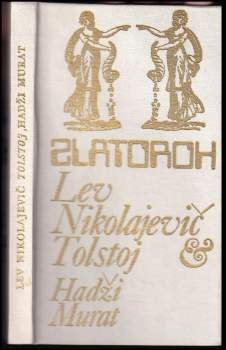 LEV NIKOLAJEVIČ TOLSTOJ, HADŽI MURAT
ZLATOROH
Lev
Nikolajevič
Tolstoj &
Hadži
Murat